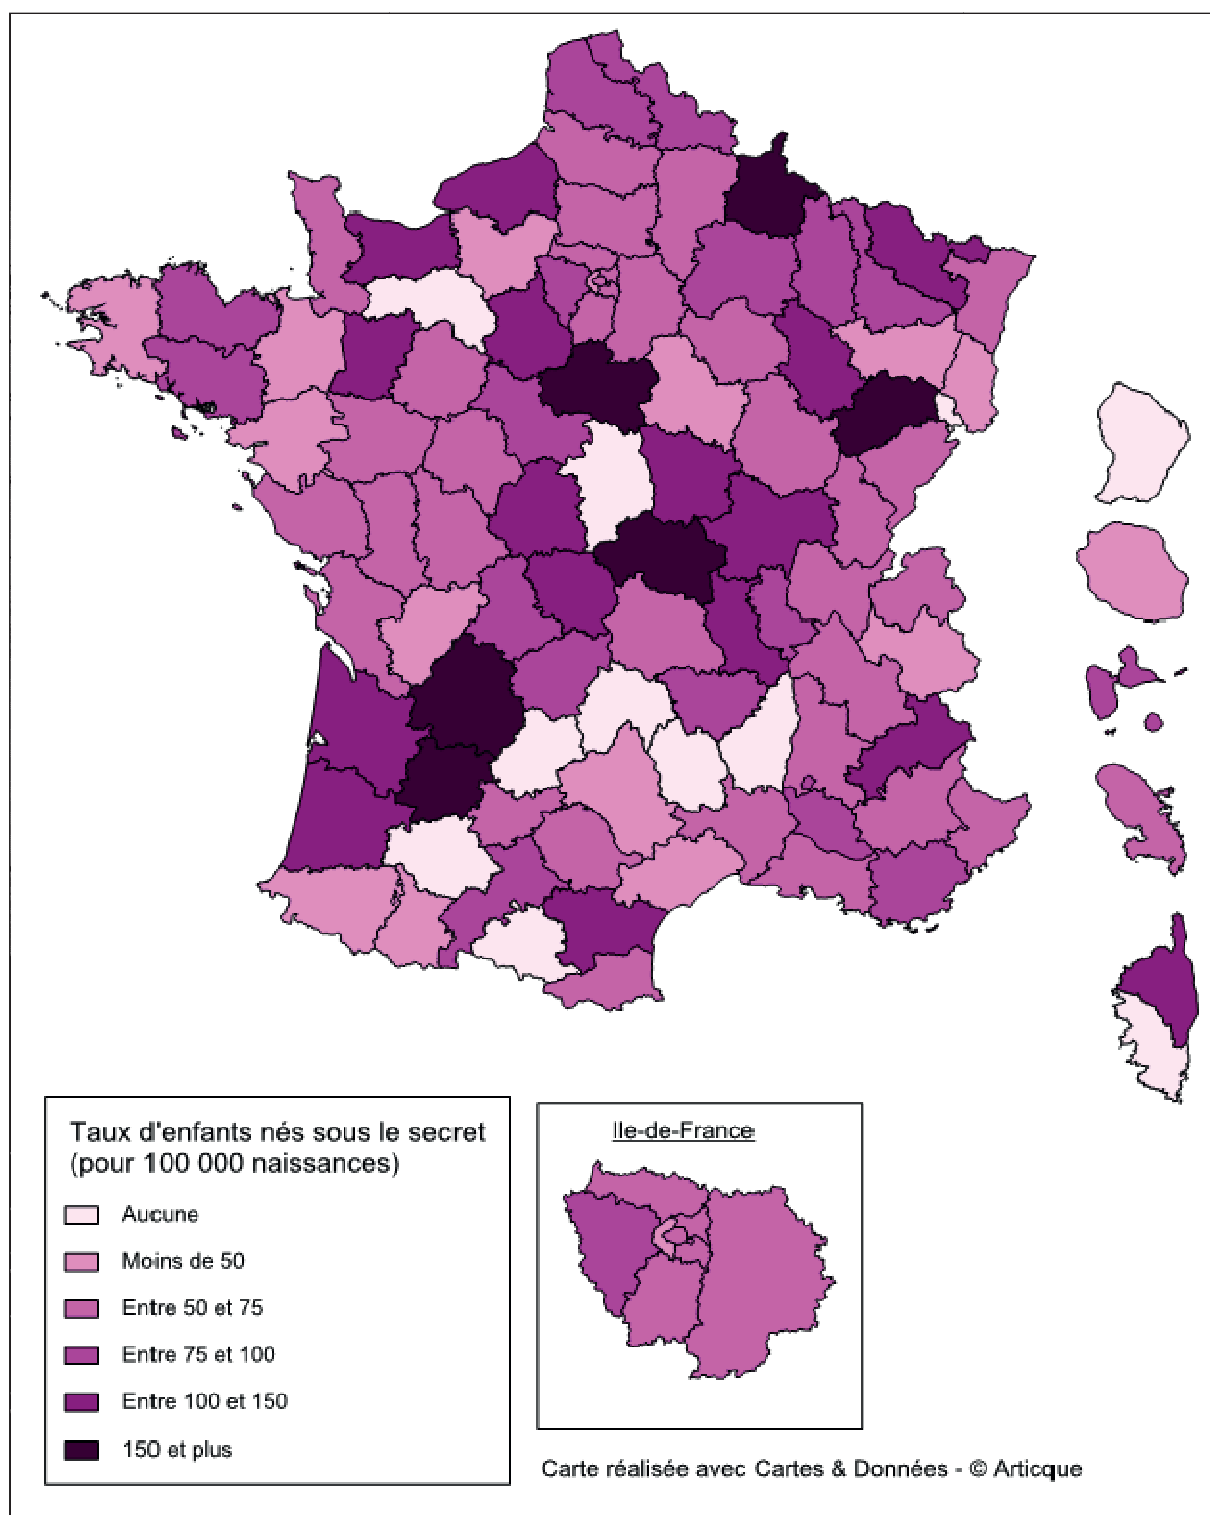 Taux d'enfants nés sous le secret
(pour 100 000 naissances)
Aucune
Moins de 50
Entre 50 et 75
Entre 75 et 100
Entre 100 et 150
150 et plus
Ile-de-France
Carte réalisée avec Cartes & Données - © Articque